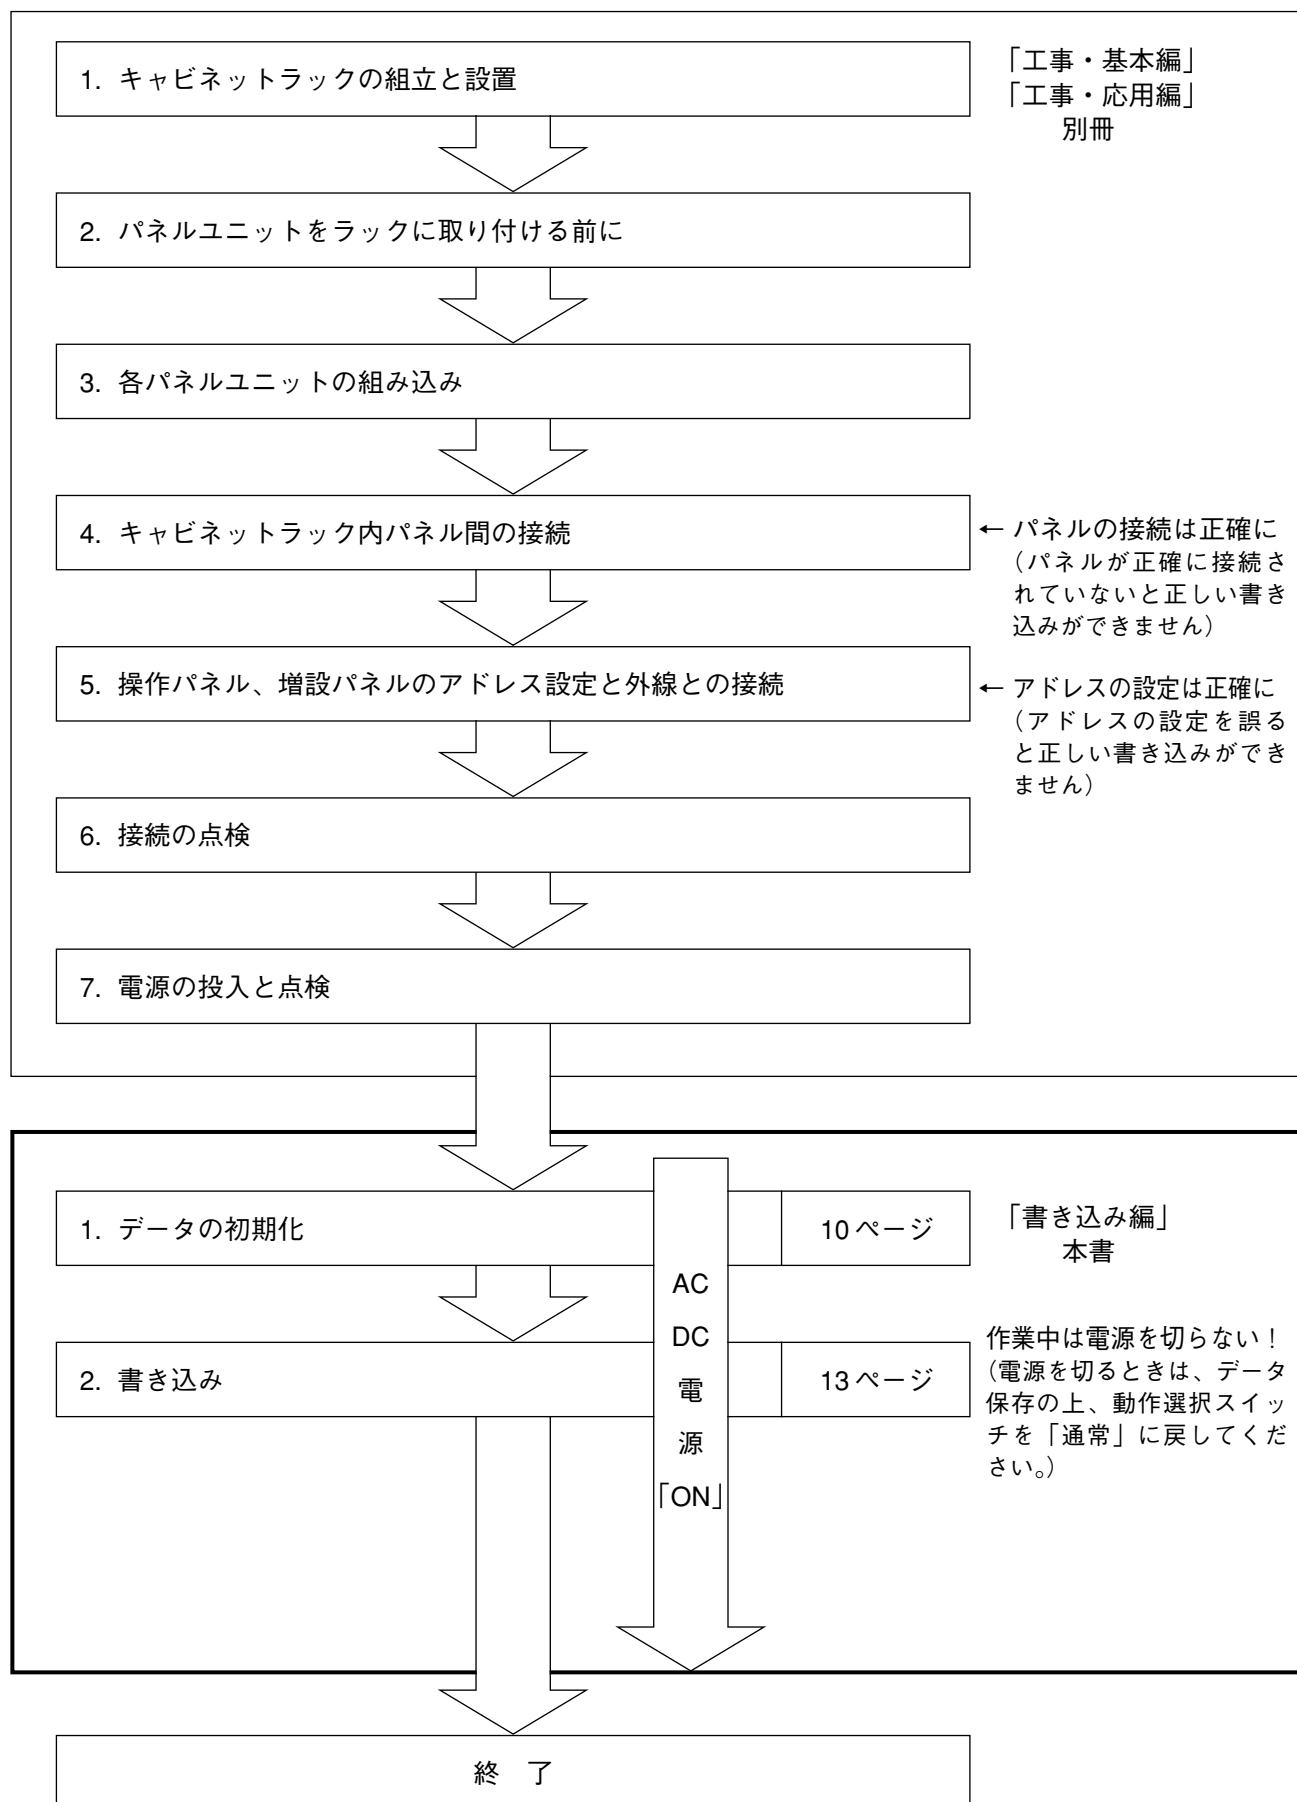 1. キャビネットラックの組立と設置
「工事・基本編」
「工事・応用編」
別冊
2. パネルユニットをラックに取り付ける前に
3. 各パネルユニットの組み込み
4. キャビネットラック内パネル間の接続
← パネルの接続は正確に
（パネルが正確に接続さ
れていないと正しい書き
込みができません）
5. 操作パネル、増設パネルのアドレス設定と外線との接続
← アドレスの設定は正確に
（アドレスの設定を誤る
と正しい書き込みができ
ません）
6. 接続の点検
7. 電源の投入と点検
1. データの初期化
10 ページ
「書き込み編」
本書
2. 書き込み
13 ページ
AC
DC
電
源
「ON」
作業中は電源を切らない！
（電源を切るときは、データ
保存の上、動作選択スイッ
チを「通常」に戻してくだ
さい。）
終 了